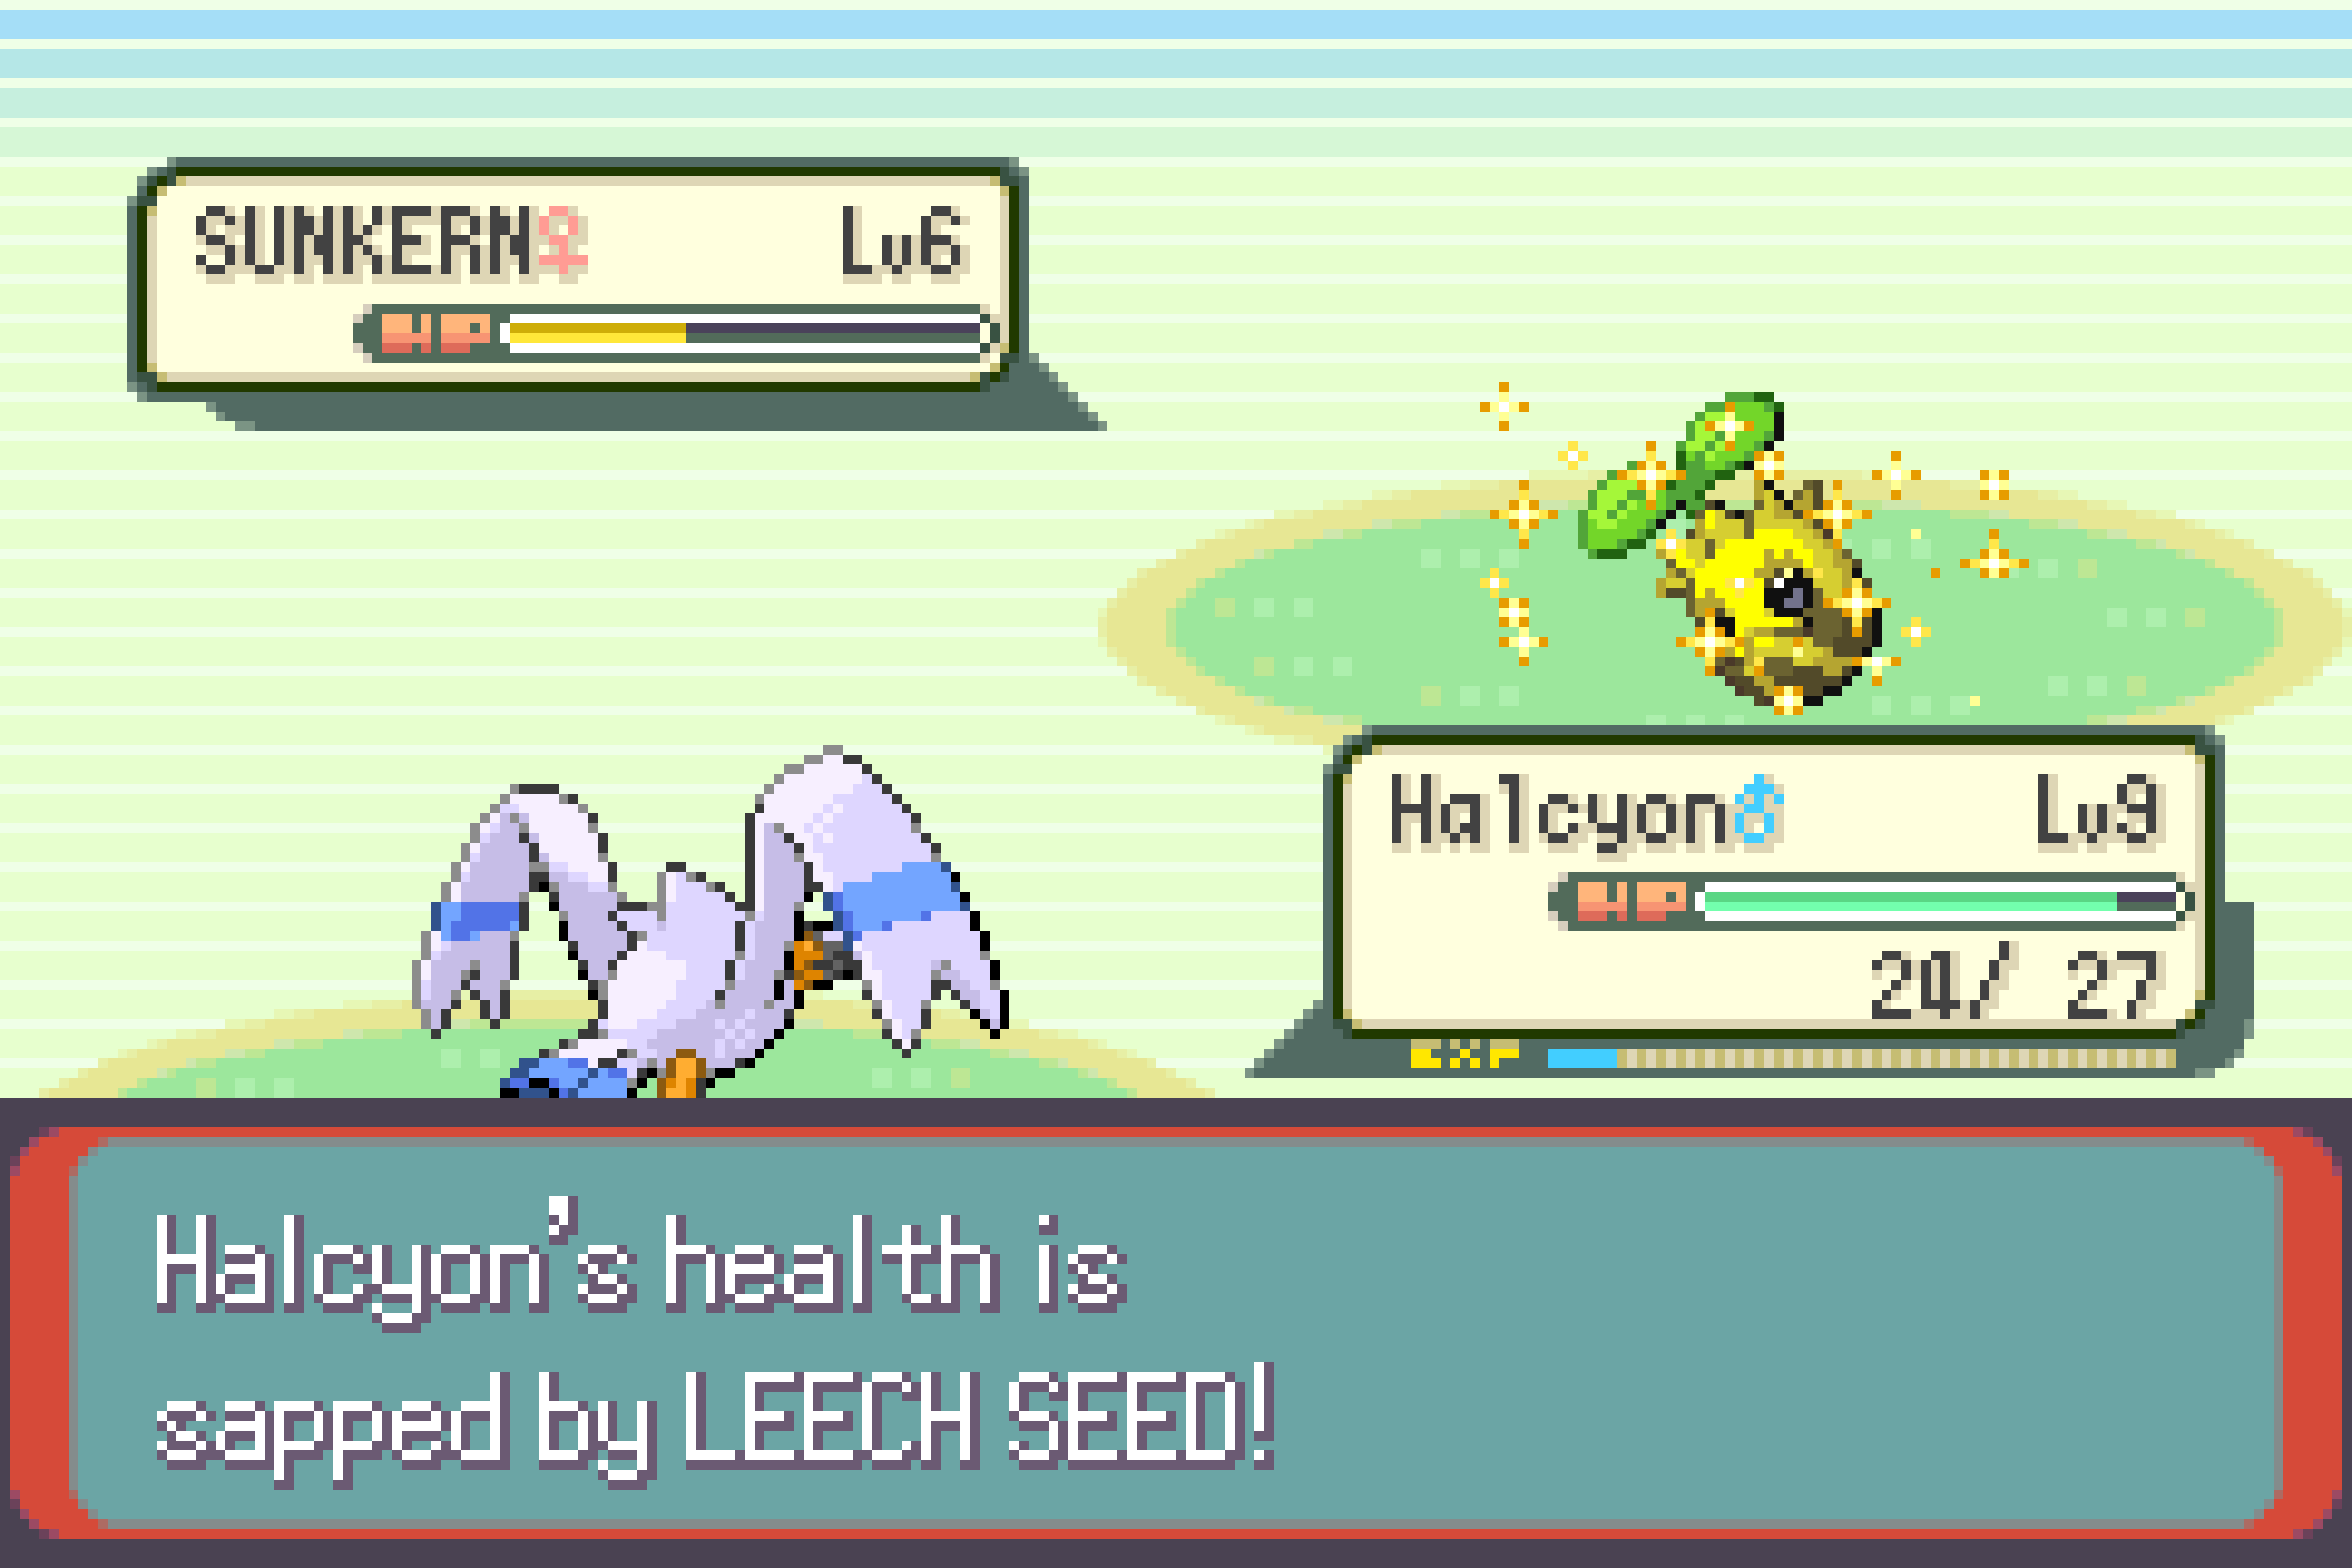 SUNKERN♀ Lv6
HP
Halcyon♂ Lv9
HP
24/ 27
EXP
Halcyon's health is
sapped by LEECH SEED!